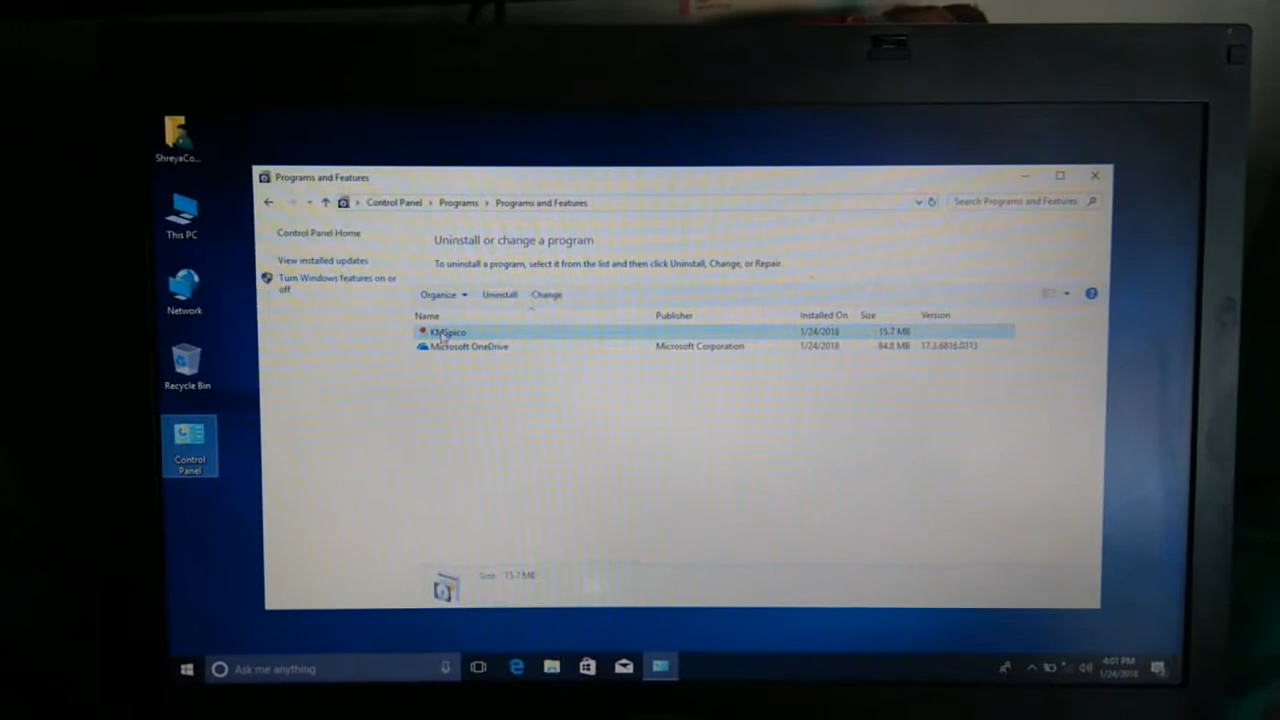 ShreyaCo...
This PC
Network
Recycle Bin
Control
Panel
Programs and Features
Control Panel
Programs
Programs and Features
Search Programs and Features
Control Panel Home
View installed updates
Turn Windows features on or
off
Uninstall or change a program
To uninstall a program, select it from the list and then click Uninstall, Change, or Repair.
Organize
Uninstall
Change
Name Publisher Installed On Size Version
KMSpico 1/24/2018 15.7 MB
Microsoft OneDrive Microsoft Corporation 1/24/2018 84.8 MB 17.3.6816.0313
Size 15.7 MB
Ask me anything
4:01 PM
1/24/2018